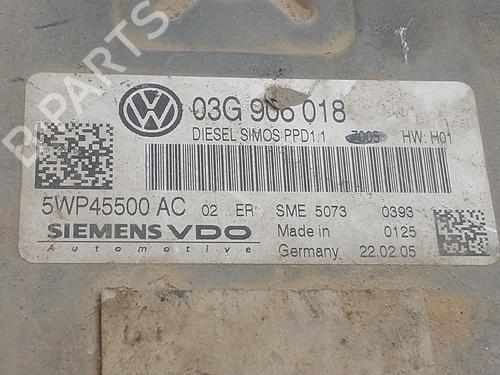 B-PARTS
03G 906 018
DIESEL SIMOS PPD1.1 7005 HW: H01
5WP45500 AC 02 ER SME 5073 0393
SIEMENS VDO Made in 0125
Automotive Germany 22.02.05